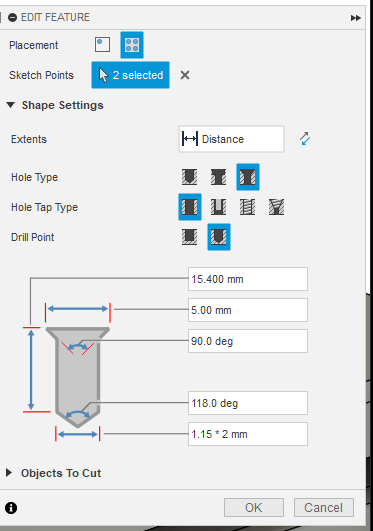 EDIT FEATURE
Placement
Sketch Points 2 selected
Shape Settings
Extents Distance
Hole Type
Hole Tap Type
Drill Point
15.400 mm
5.00 mm
90.0 deg
118.0 deg
1.15 * 2 mm
Objects To Cut
OK Cancel